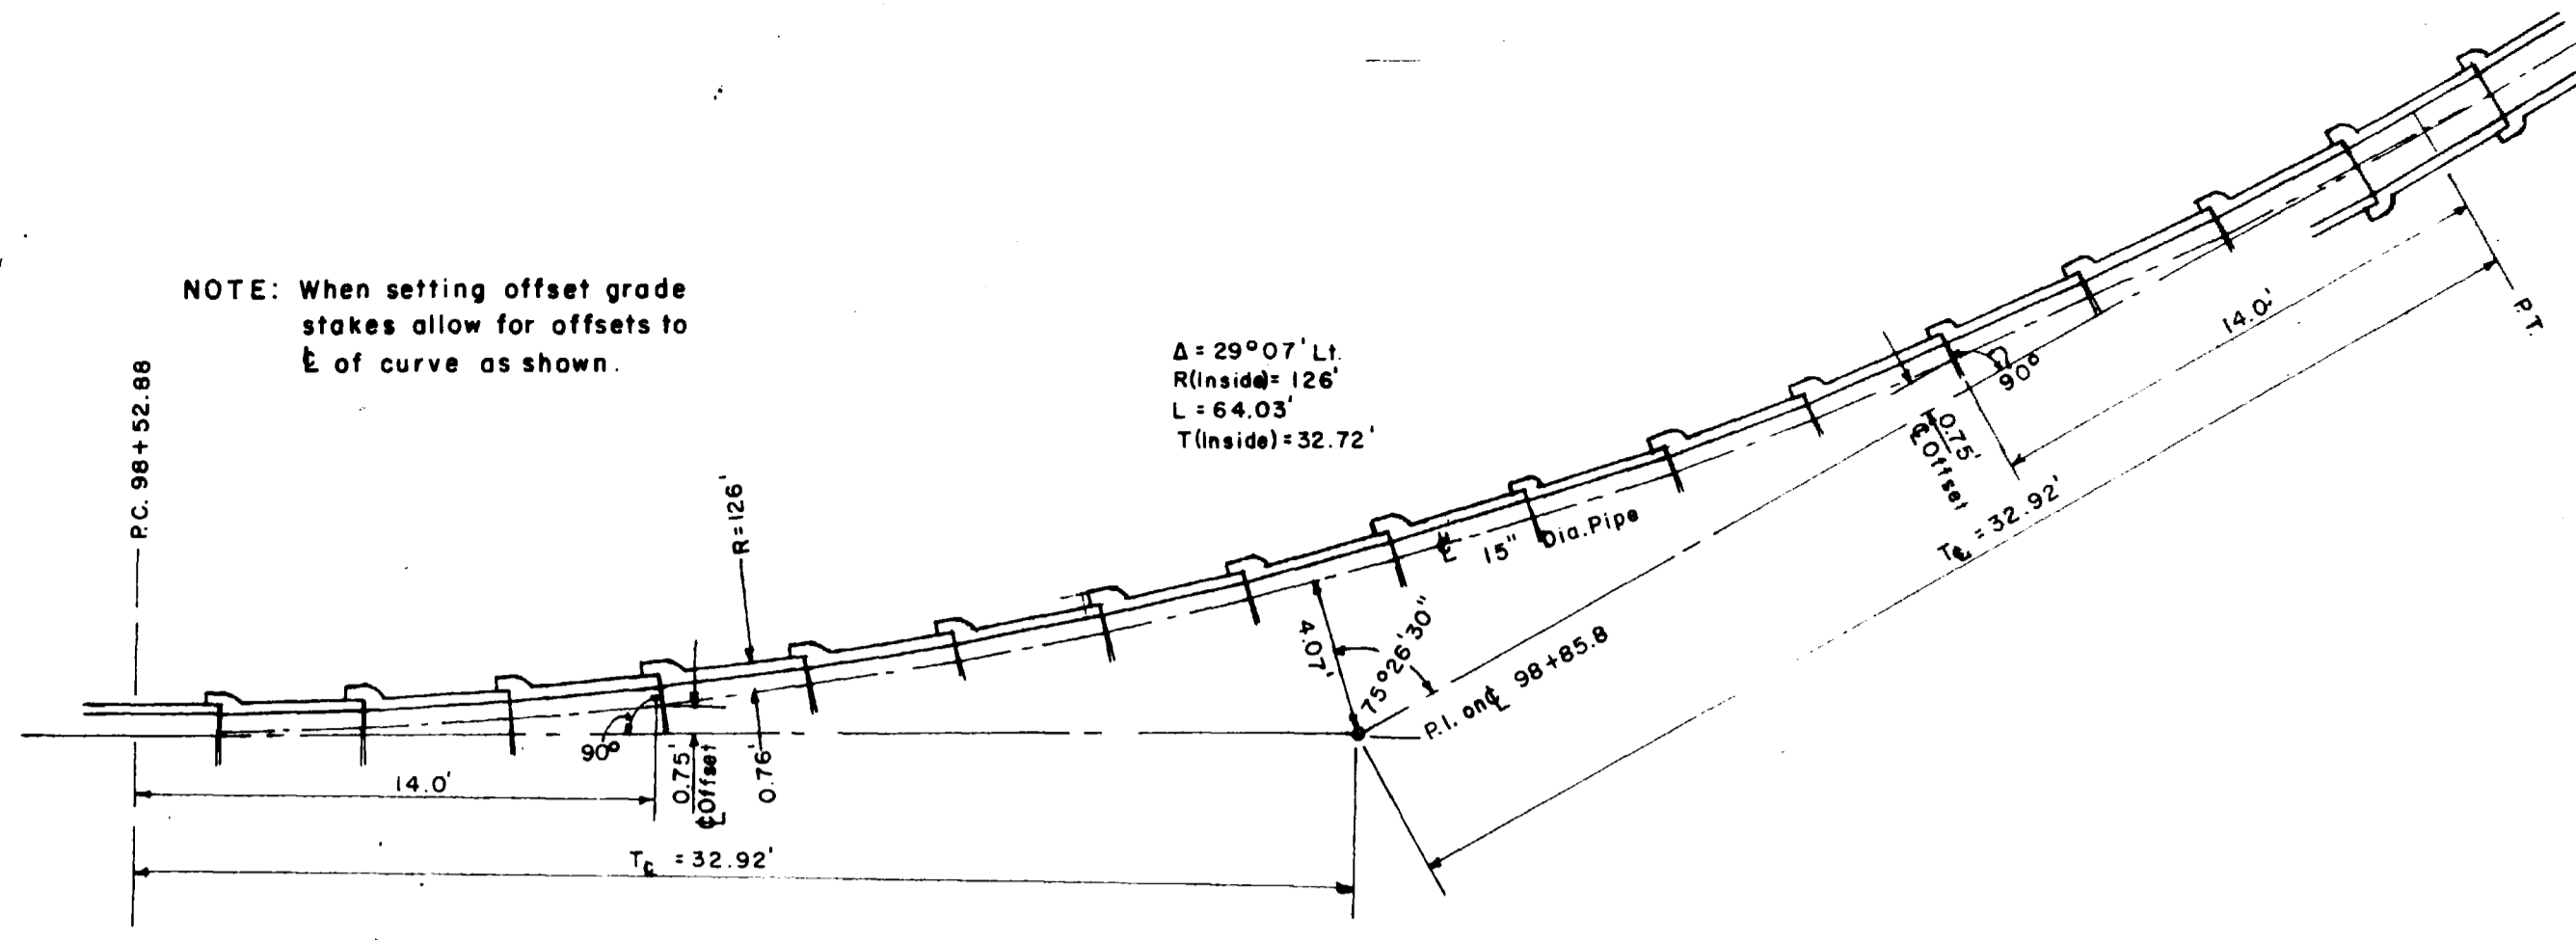 NOTE: When setting offset grade
stakes allow for offsets to
℄ of curve as shown.
P.C. 98+52.88
Δ = 29°07' Lt.
R(Inside)= 126'
L = 64.03'
T(Inside)= 32.72'
R=126'
90°
14.0'
0.75'
℄ Offset
0.76'
T℄ = 32.92'
4.07'
75°26'30"
P.I. on ℄ 98+85.8
℄ 15" Dia. Pipe
90°
0.75'
℄ Offset
14.0'
T℄ = 32.92'
P.T.